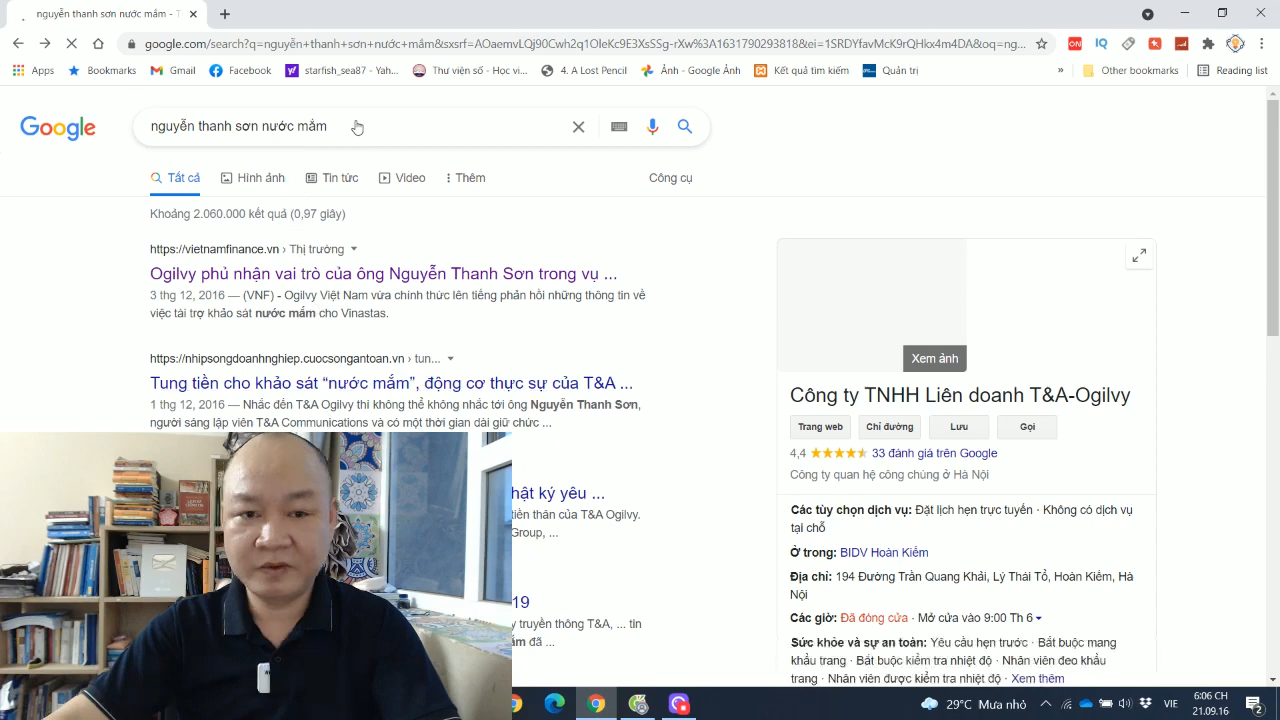 nguyễn thanh sơn nước mắm - T
google.com/search?q=nguyễn+thanh+sơn+nước+mắm&sxsrf=AOaemvLQj90Cwh2q1OleKc9E3XsSSg-rXw%3A1631790293818&ei=1SRDYfavMcK9rQHkx4m4DA&oq=ng...
Apps
Bookmarks
Gmail
Facebook
starfish_sea87 - Yah...
Thư viện số - Học vi...
4. A Lost Pencil
Ảnh - Google Ảnh
Kết quả tìm kiếm
Quản trị
»
Other bookmarks
Reading list
Google
nguyễn thanh sơn nước mắm
Tất cả
Hình ảnh
Tin tức
Video
Thêm
Công cụ
Khoảng 2.060.000 kết quả (0,97 giây)
https://vietnamfinance.vn › Thị trường
Ogilvy phủ nhận vai trò của ông Nguyễn Thanh Sơn trong vụ ...
3 thg 12, 2016 — (VNF) - Ogilvy Việt Nam vừa chính thức lên tiếng phản hồi những thông tin về
việc tài trợ khảo sát nước mắm cho Vinastas.
https://nhipsongdoanhnghiep.cuocsongantoan.vn › tun...
Tung tiền cho khảo sát “nước mắm”, động cơ thực sự của T&A ...
1 thg 12, 2016 — Nhắc đến T&A Ogilvy thì không thể không nhắc tới ông Nguyễn Thanh Sơn,
người sáng lập viên T&A Communications và có một thời gian dài giữ chức ...
hật ký yêu ...
tiền thân của T&A Ogilvy.
Group, ...
19
truyền thông T&A, ... tin
ắm đã ...
Xem ảnh
Công ty TNHH Liên doanh T&A-Ogilvy
Trang web
Chỉ đường
Lưu
Gọi
4,4 33 đánh giá trên Google
Công ty quan hệ công chúng ở Hà Nội
Các tùy chọn dịch vụ: Đặt lịch hẹn trực tuyến · Không có dịch vụ
tại chỗ
Ở trong: BIDV Hoàn Kiếm
Địa chỉ: 194 Đường Trần Quang Khải, Lý Thái Tổ, Hoàn Kiếm, Hà
Nội
Các giờ: Đã đóng cửa · Mở cửa vào 9:00 Th 6
Sức khỏe và sự an toàn: Yêu cầu hẹn trước · Bắt buộc mang
khẩu trang · Bắt buộc kiểm tra nhiệt độ · Nhân viên đeo khẩu
trang · Nhân viên được kiểm tra nhiệt độ · Xem thêm
29°C Mưa nhỏ
VIE
6:06 CH
21.09.16
2